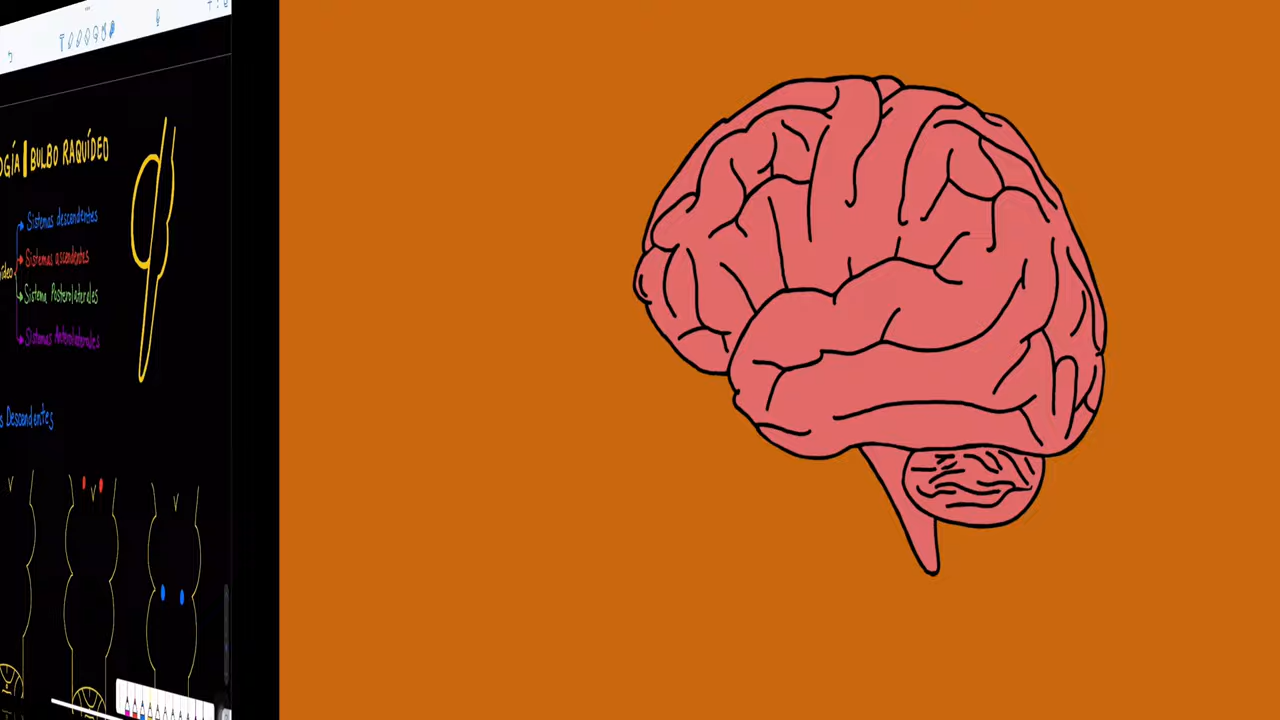 OGÍA | BULBO RAQUÍDEO
Sistemas descendentes
Sistemas ascendentes
Sistema Posterolaterales
Sistemas Anterolaterales
s Descendentes